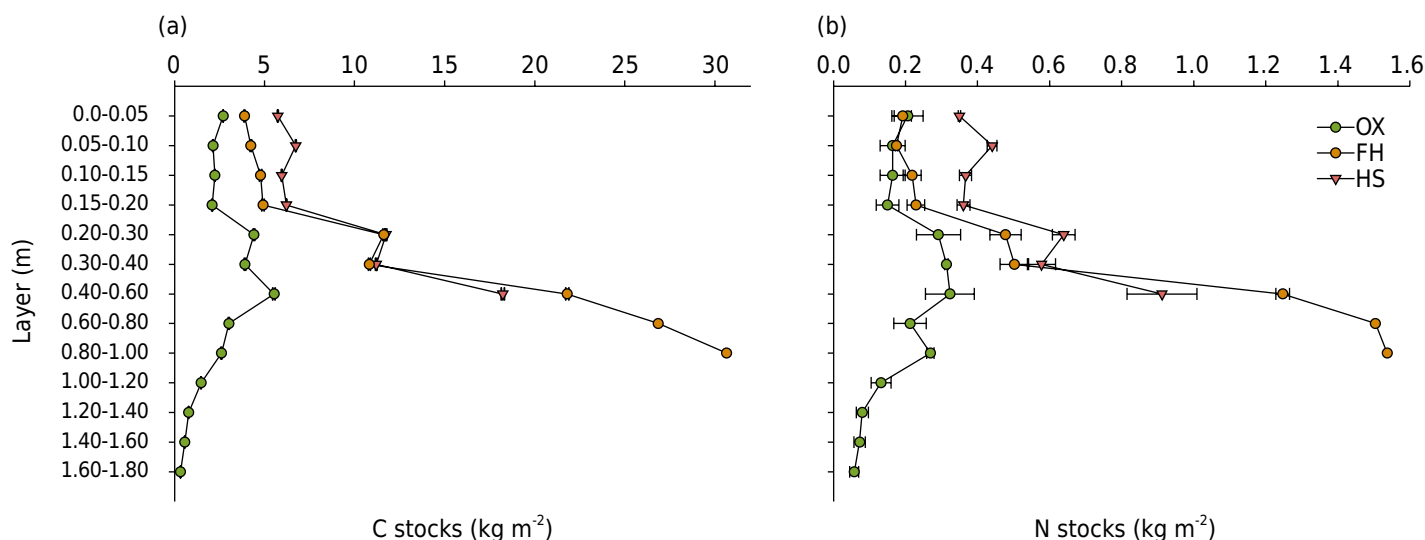 (a)
0 5 10 15 20 25 30
Layer (m)
0.0-0.05
0.05-0.10
0.10-0.15
0.15-0.20
0.20-0.30
0.30-0.40
0.40-0.60
0.60-0.80
0.80-1.00
1.00-1.20
1.20-1.40
1.40-1.60
1.60-1.80
C stocks (kg m⁻²)
(b)
0.0 0.2 0.4 0.6 0.8 1.0 1.2 1.4 1.6
OX
FH
HS
N stocks (kg m⁻²)